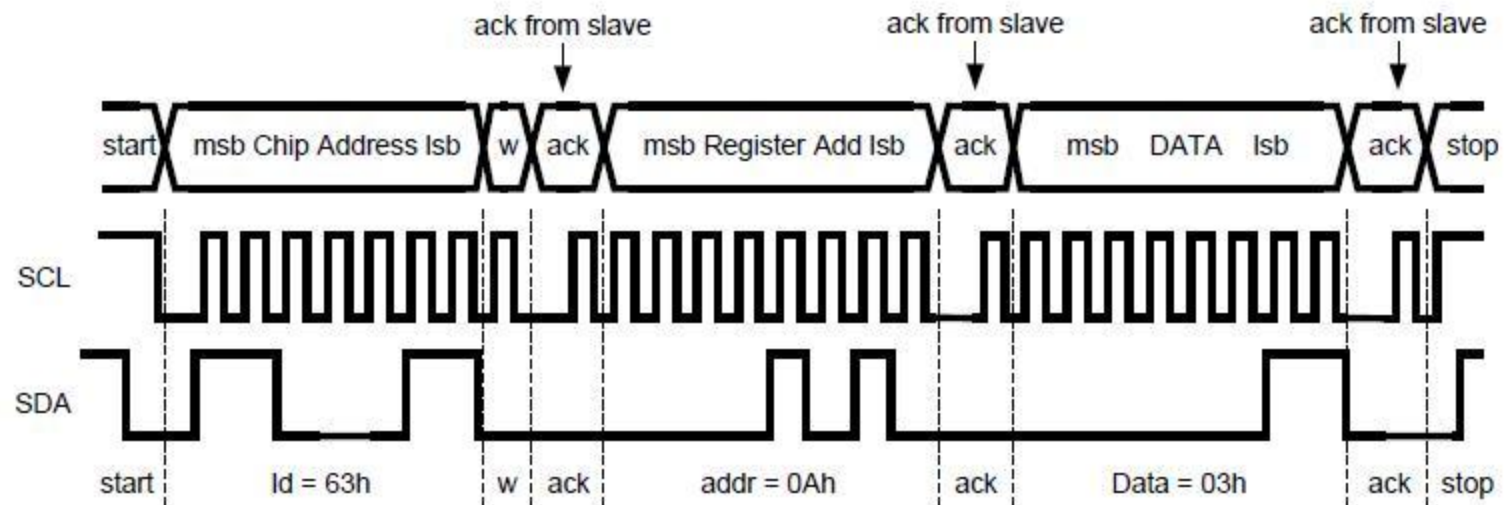 ack from slave ack from slave ack from slave
start msb Chip Address lsb w ack msb Register Add lsb ack msb DATA lsb ack stop
SCL
SDA
start Id = 63h w ack addr = 0Ah ack Data = 03h ack stop